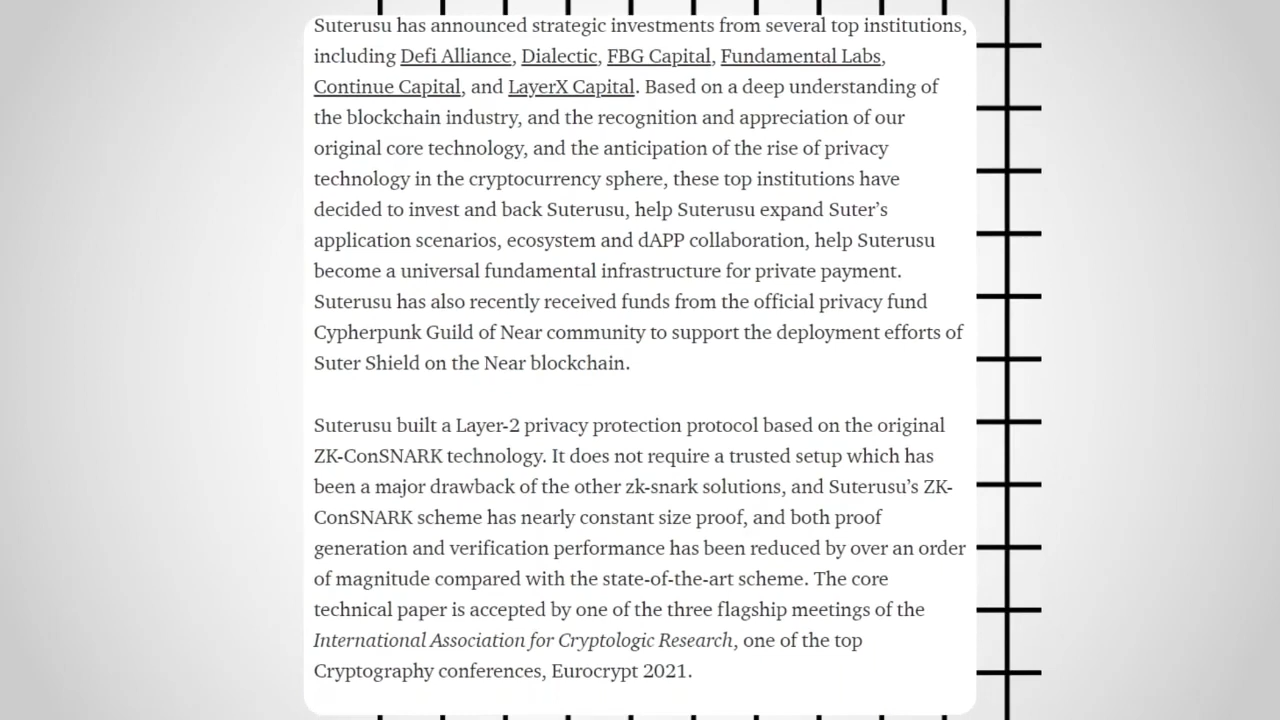 Suterusu has announced strategic investments from several top institutions,
including Defi Alliance, Dialectic, FBG Capital, Fundamental Labs,
Continue Capital, and LayerX Capital. Based on a deep understanding of
the blockchain industry, and the recognition and appreciation of our
original core technology, and the anticipation of the rise of privacy
technology in the cryptocurrency sphere, these top institutions have
decided to invest and back Suterusu, help Suterusu expand Suter’s
application scenarios, ecosystem and dAPP collaboration, help Suterusu
become a universal fundamental infrastructure for private payment.
Suterusu has also recently received funds from the official privacy fund
Cypherpunk Guild of Near community to support the deployment efforts of
Suter Shield on the Near blockchain.
Suterusu built a Layer-2 privacy protection protocol based on the original
ZK-ConSNARK technology. It does not require a trusted setup which has
been a major drawback of the other zk-snark solutions, and Suterusu’s ZK-
ConSNARK scheme has nearly constant size proof, and both proof
generation and verification performance has been reduced by over an order
of magnitude compared with the state-of-the-art scheme. The core
technical paper is accepted by one of the three flagship meetings of the
International Association for Cryptologic Research, one of the top
Cryptography conferences, Eurocrypt 2021.